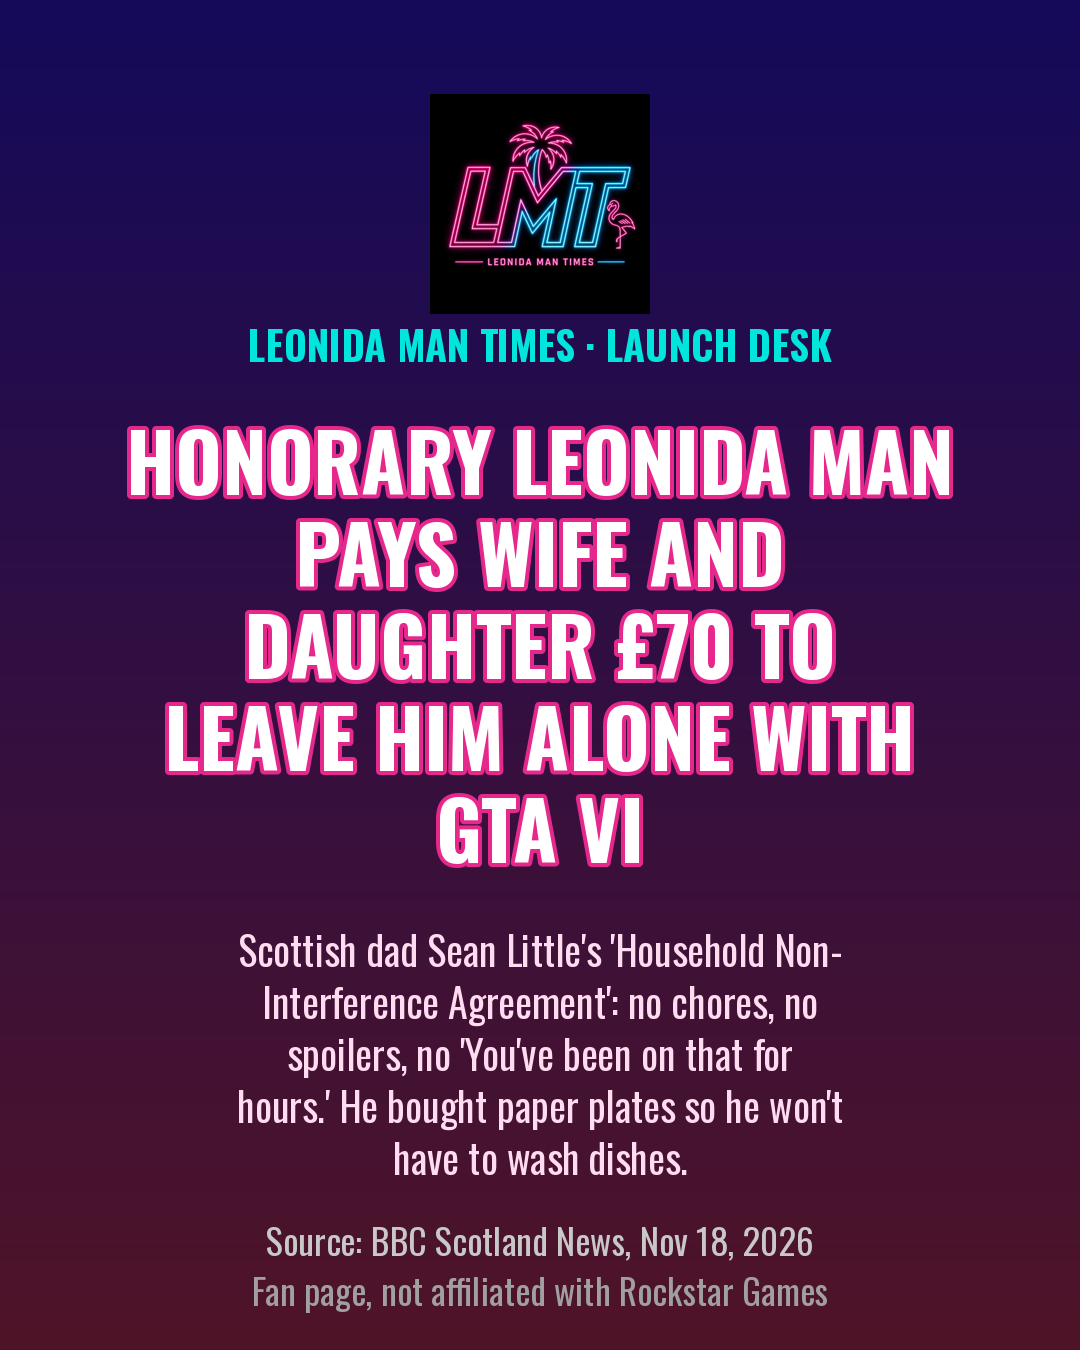 LMT
LEONIDA MAN TIMES
LEONIDA MAN TIMES · LAUNCH DESK
HONORARY LEONIDA MAN
PAYS WIFE AND
DAUGHTER £70 TO
LEAVE HIM ALONE WITH
GTA VI
Scottish dad Sean Little's 'Household Non-
Interference Agreement': no chores, no
spoilers, no 'You've been on that for
hours.' He bought paper plates so he won't
have to wash dishes.
Source: BBC Scotland News, Nov 18, 2026
Fan page, not affiliated with Rockstar Games